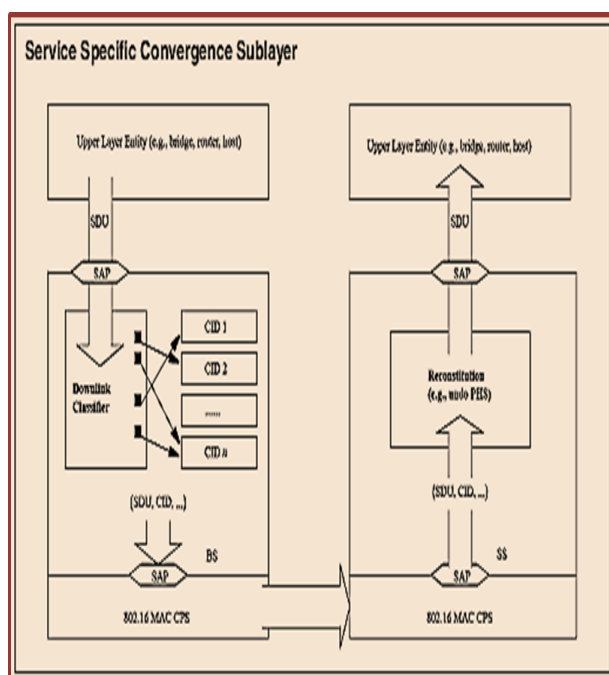 Service Specific Convergence Sublayer
Upper Layer Entity (e.g., bridge, router, host)
SDU
SAP
Downlink
Classifier
CID 1
CID 2
......
CID n
(SDU, CID, ...)
BS
SAP
802.16 MAC CPS
Upper Layer Entity (e.g., bridge, router, host)
SDU
SAP
Reconstitution
(e.g., undo PHS)
(SDU, CID, ...)
SS
SAP
802.16 MAC CPS